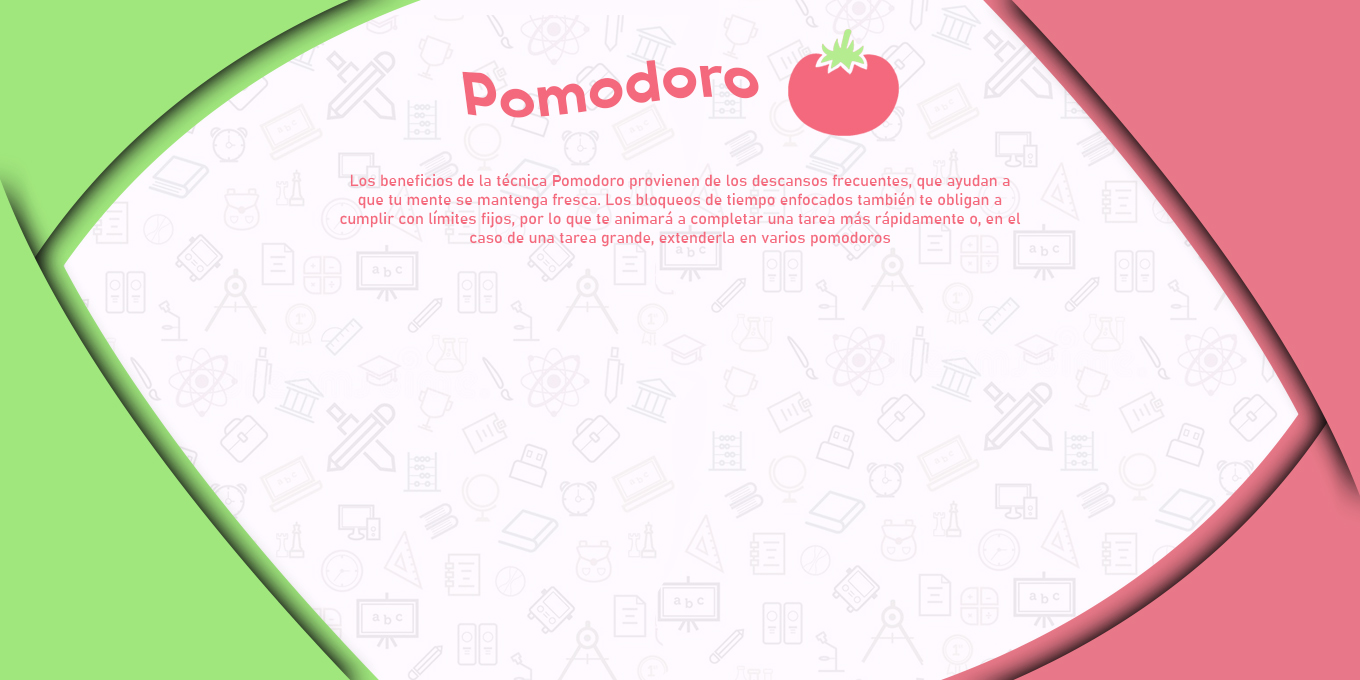 Pomodoro
Los beneficios de la técnica Pomodoro provienen de los descansos frecuentes, que ayudan a
que tu mente se mantenga fresca. Los bloqueos de tiempo enfocados también te obligan a
cumplir con límites fijos, por lo que te animará a completar una tarea más rápidamente o, en el
caso de una tarea grande, extenderla en varios pomodoros
a b c
a b c
a b c
a b c
a b c
a b c